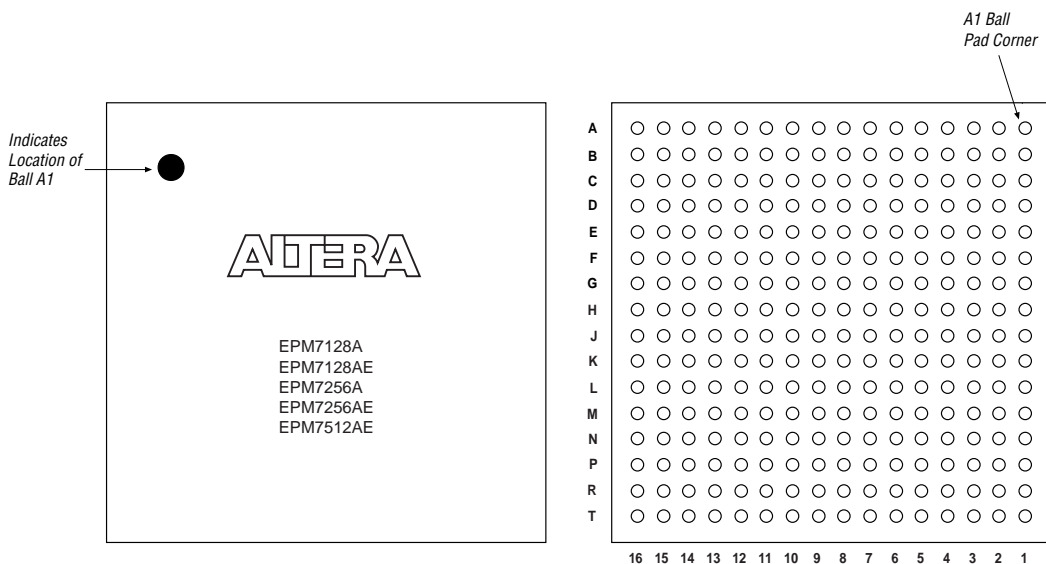 A1 Ball
Pad Corner
Indicates
Location of
Ball A1
ALTERA
EPM7128A
EPM7128AE
EPM7256A
EPM7256AE
EPM7512AE
A
B
C
D
E
F
G
H
J
K
L
M
N
P
R
T
16 15 14 13 12 11 10 9 8 7 6 5 4 3 2 1